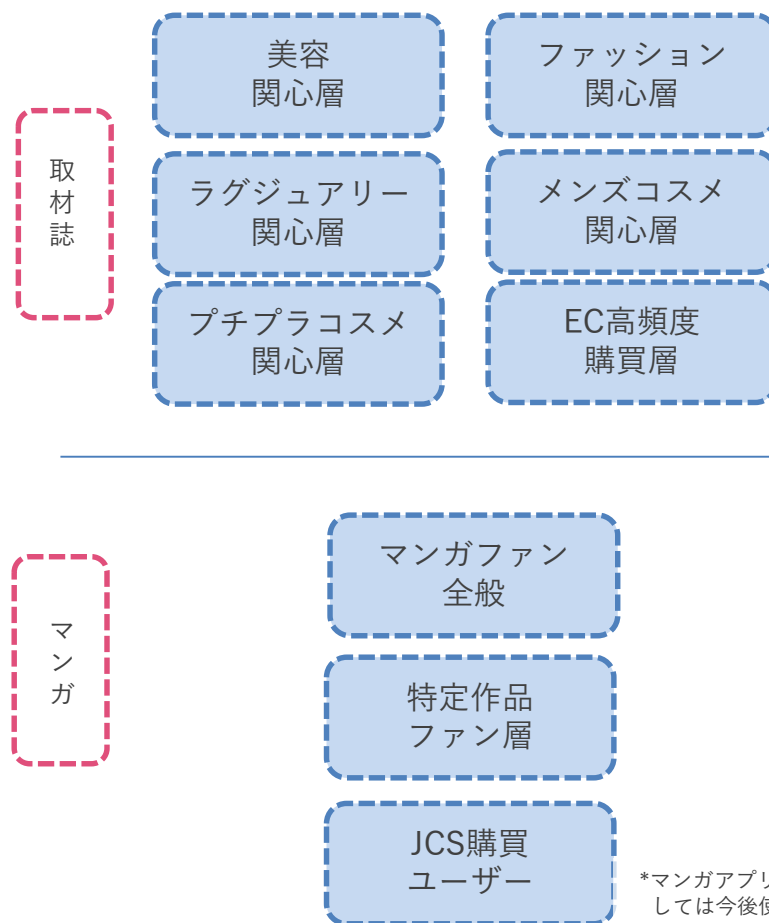 取材誌
美容
関心層
ファッション
関心層
ラグジュアリー
関心層
メンズコスメ
関心層
プチプラコスメ
関心層
EC高頻度
購買層
マンガ
マンガファン
全般
特定作品
ファン層
JCS購買
ユーザー
*マンガアプリ
しては今後使